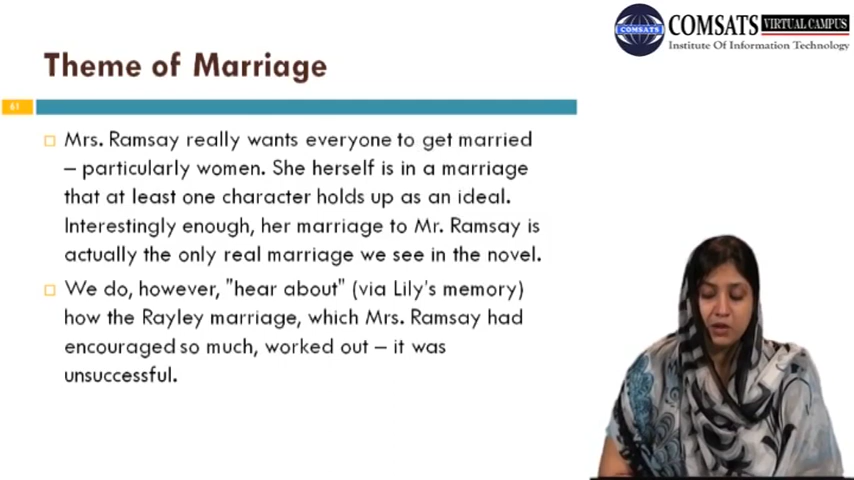 COMSATS VIRTUAL CAMPUS
COMSATS
Institute Of Information Technology
Theme of Marriage
61
Mrs. Ramsay really wants everyone to get married
– particularly women. She herself is in a marriage
that at least one character holds up as an ideal.
Interestingly enough, her marriage to Mr. Ramsay is
actually the only real marriage we see in the novel.
We do, however, "hear about" (via Lily's memory)
how the Rayley marriage, which Mrs. Ramsay had
encouraged so much, worked out – it was
unsuccessful.